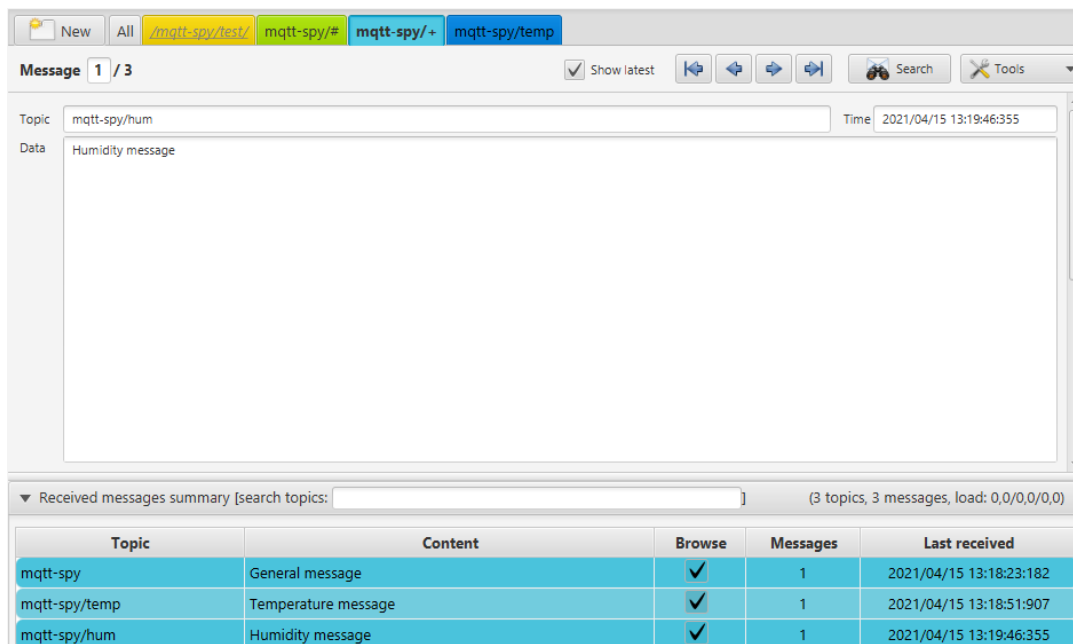 New All /mqtt-spy/test/ mqtt-spy/# mqtt-spy/+ mqtt-spy/temp
Message 1 / 3 Show latest Search Tools
Topic mqtt-spy/hum Time 2021/04/15 13:19:46:355
Data Humidity message
Received messages summary [search topics: ] (3 topics, 3 messages, load: 0,0/0,0/0,0)
Topic Content Browse Messages Last received
mqtt-spy General message 1 2021/04/15 13:18:23:182
mqtt-spy/temp Temperature message 1 2021/04/15 13:18:51:907
mqtt-spy/hum Humidity message 1 2021/04/15 13:19:46:355